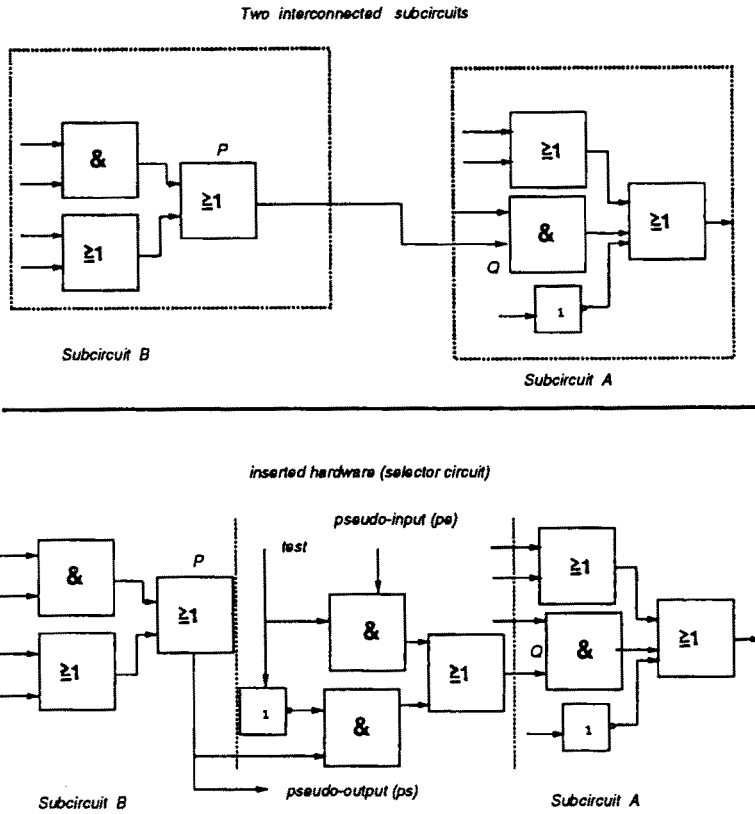 Two interconnected subcircuits
P
&
≧1
≧1
≧1
&
≧1
Q
≧1
1
Subcircuit B
Subcircuit A
inserted hardware (selector circuit)
pseudo-input (pe)
test
P
&
≧1
≧1
&
≧1
1
&
≧1
Q
&
≧1
1
pseudo-output (ps)
Subcircuit B
Subcircuit A